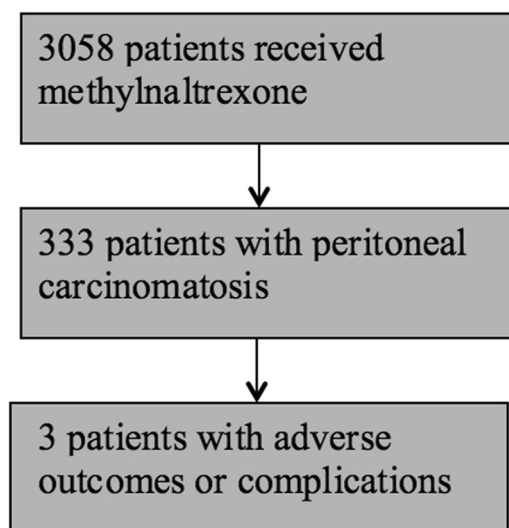 3058 patients received
methylnaltrexone
333 patients with peritoneal
carcinomatosis
3 patients with adverse
outcomes or complications